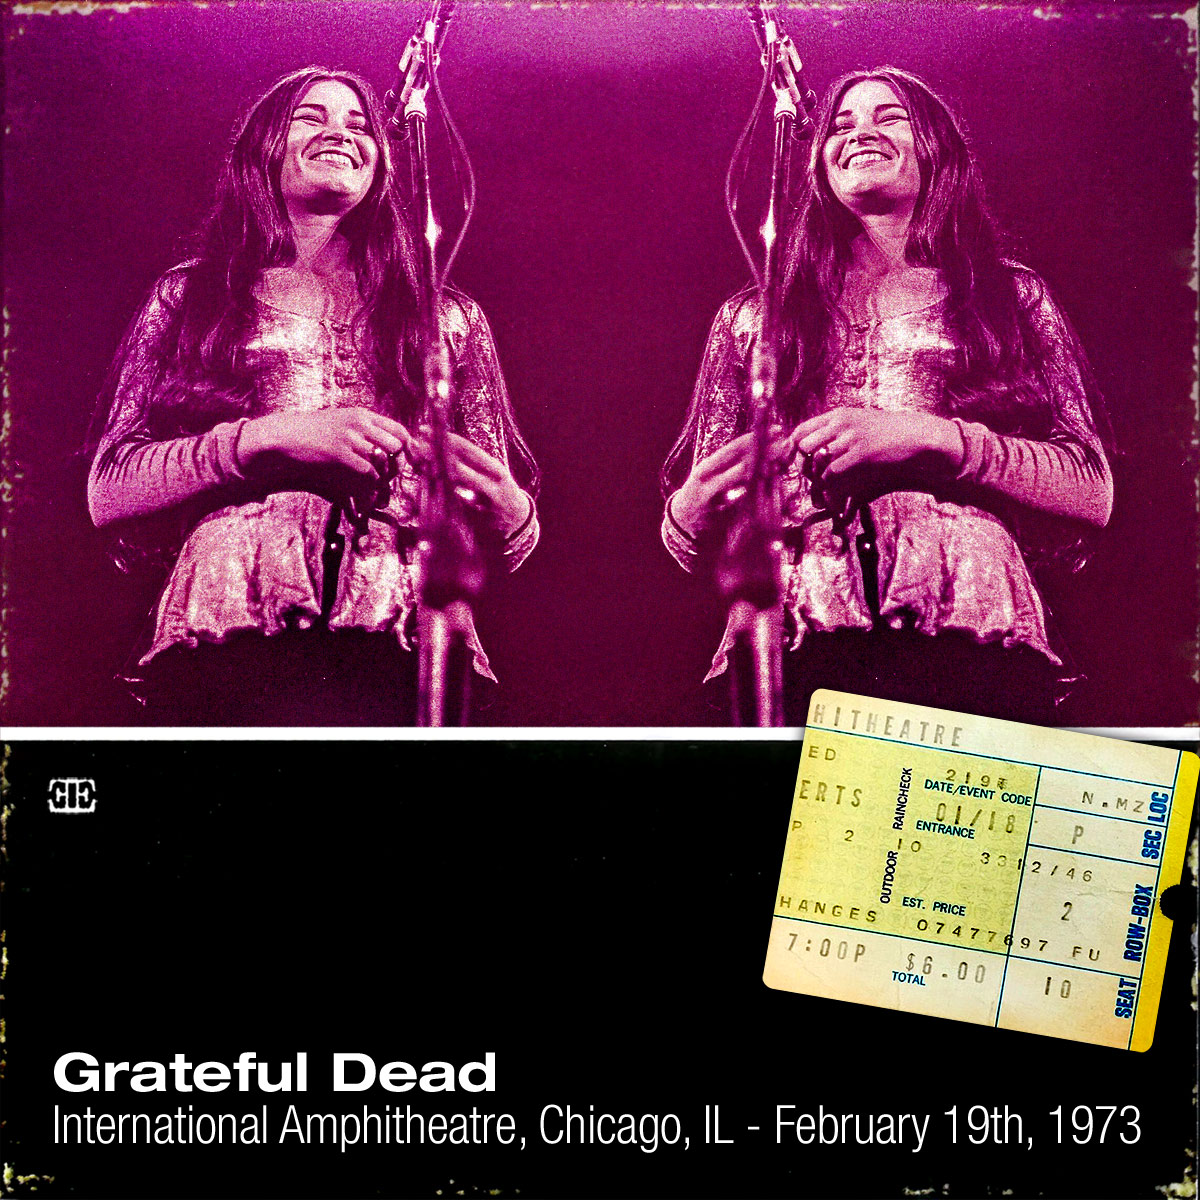 HITHEATRE
ED
ERTS
P 2 10 3312/46
HANGES 07477697 FU
7:00P $6.00
TOTAL
OUTDOOR RAINCHECK
DATE/EVENT CODE
01/18
ENTRANCE
EST. PRICE
N.MZ
P
2
10
LOC
SEC
ROW-BOX
SEAT
Grateful Dead
International Amphitheatre, Chicago, IL - February 19th, 1973